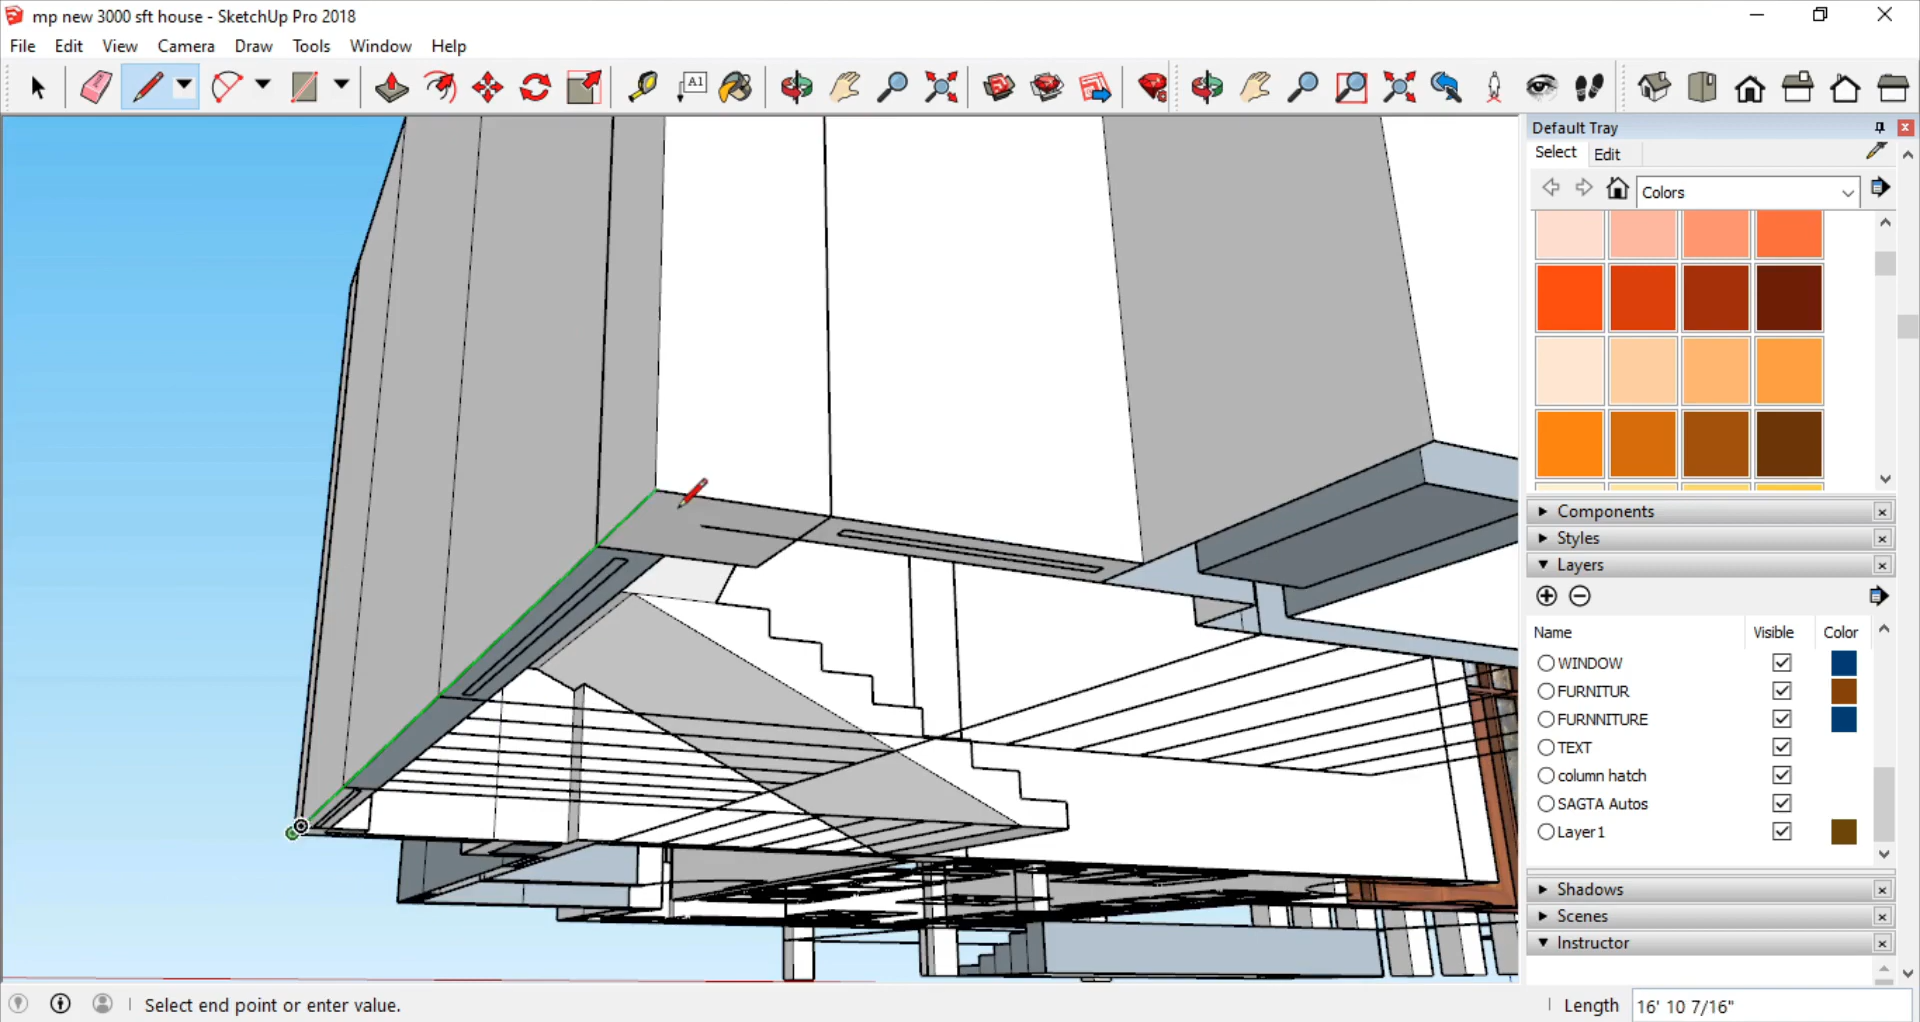 mp new 3000 sft house - SketchUp Pro 2018
File Edit View Camera Draw Tools Window Help
A1
Default Tray
Select Edit
Colors
Components
Styles
Layers
Name Visible Color
WINDOW
FURNITUR
FURNNITURE
TEXT
column hatch
SAGTA Autos
Layer1
Shadows
Scenes
Instructor
Select end point or enter value.
Length 16' 10 7/16"